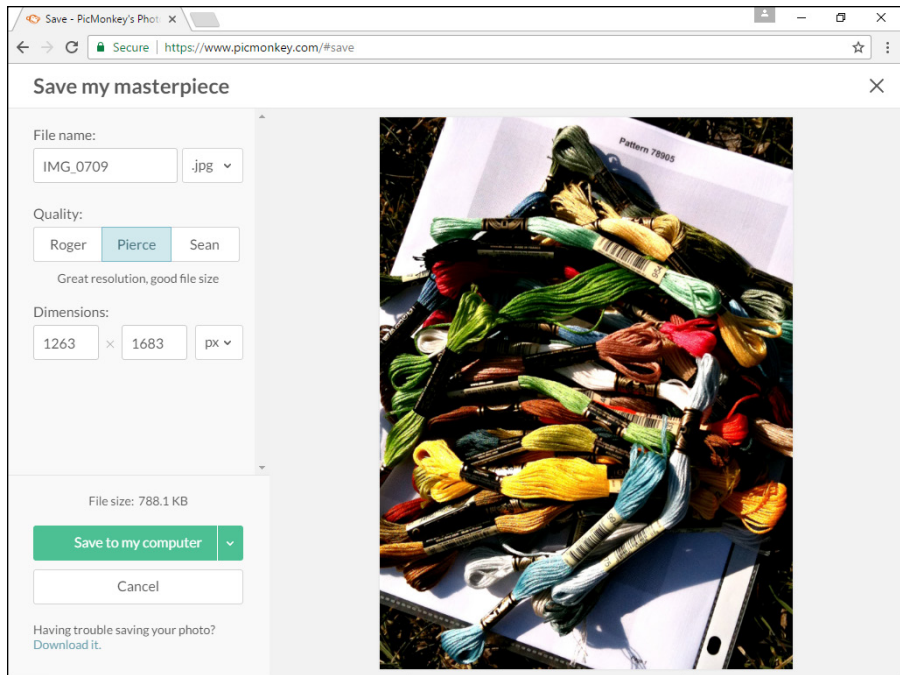 Save - PicMonkey's Phot
Secure | https://www.picmonkey.com/#save
Save my masterpiece
File name:
IMG_0709 .jpg
Quality:
Roger Pierce Sean
Great resolution, good file size
Dimensions:
1263 × 1683 px
File size: 788.1 KB
Save to my computer
Cancel
Having trouble saving your photo?
Download it.
Pattern 78905
954